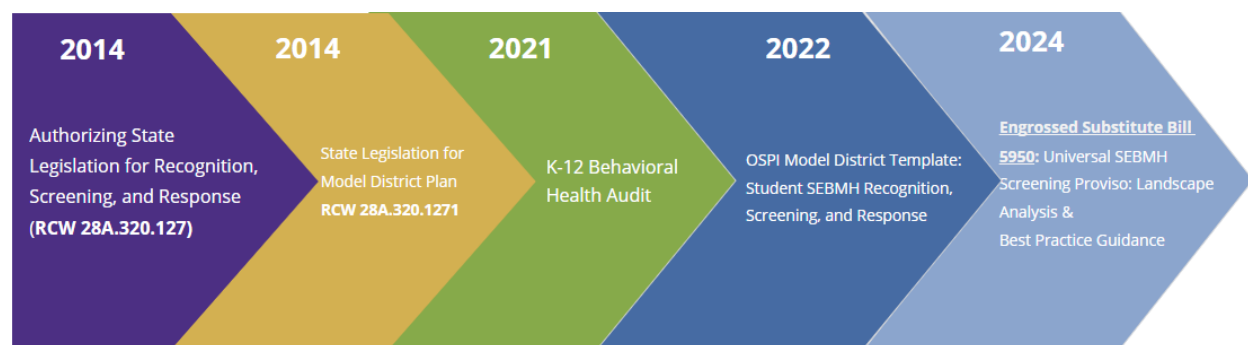 2014
Authorizing State
Legislation for Recognition,
Screening, and Response
(RCW 28A.320.127)
2014
State Legislation for
Model District Plan
RCW 28A.320.1271
2021
K-12 Behavioral
Health Audit
2022
OSPI Model District Template:
Student SEBMH Recognition,
Screening, and Response
2024
Engrossed Substitute Bill
5950: Universal SEBMH
Screening Proviso: Landscape
Analysis &
Best Practice Guidance